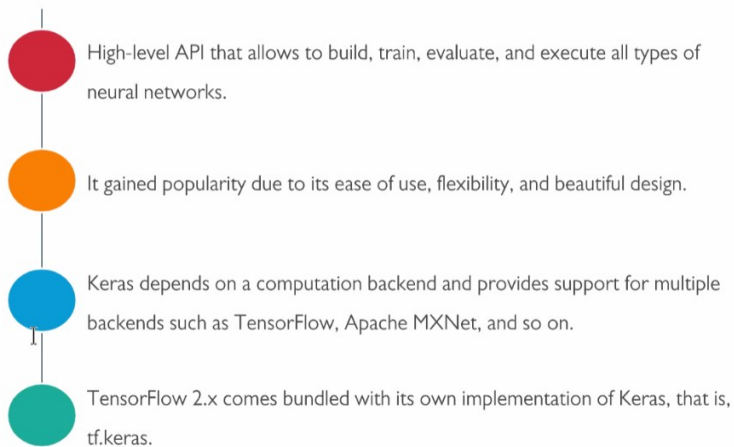 High-level API that allows to build, train, evaluate, and execute all types of
neural networks.
It gained popularity due to its ease of use, flexibility, and beautiful design.
Keras depends on a computation backend and provides support for multiple
backends such as TensorFlow, Apache MXNet, and so on.
TensorFlow 2.x comes bundled with its own implementation of Keras, that is,
tf.keras.